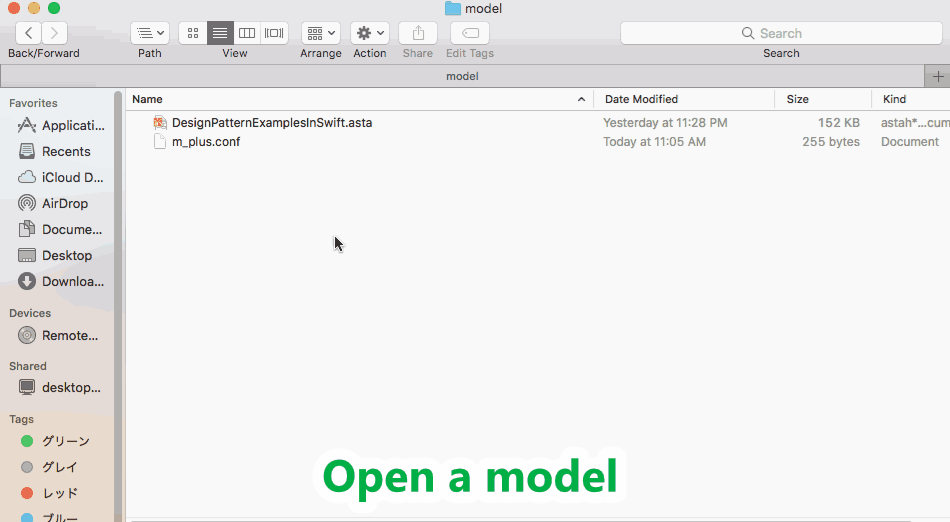 model
Back/Forward
Path
View
Arrange
Action
Share
Edit Tags
Search
Search
model
Favorites
Applicati...
Recents
iCloud D...
AirDrop
Docume...
Desktop
Downloa...
Devices
Remote...
Shared
desktop...
Tags
グリーン
グレイ
レッド
ブルー
Name Date Modified Size Kind
DesignPatternExamplesInSwift.asta Yesterday at 11:28 PM 152 KB astah*...cum
m_plus.conf Today at 11:05 AM 255 bytes Document
Open a model